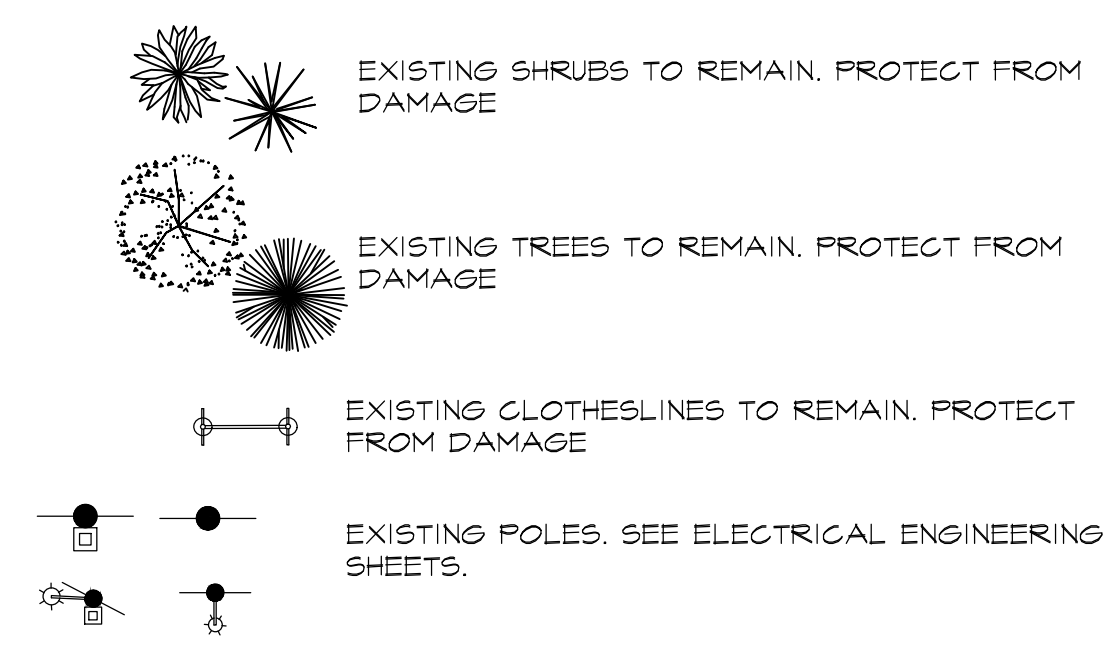 EXISTING SHRUBS TO REMAIN. PROTECT FROM
DAMAGE
EXISTING TREES TO REMAIN. PROTECT FROM
DAMAGE
EXISTING CLOTHESLINES TO REMAIN. PROTECT
FROM DAMAGE
EXISTING POLES. SEE ELECTRICAL ENGINEERING
SHEETS.